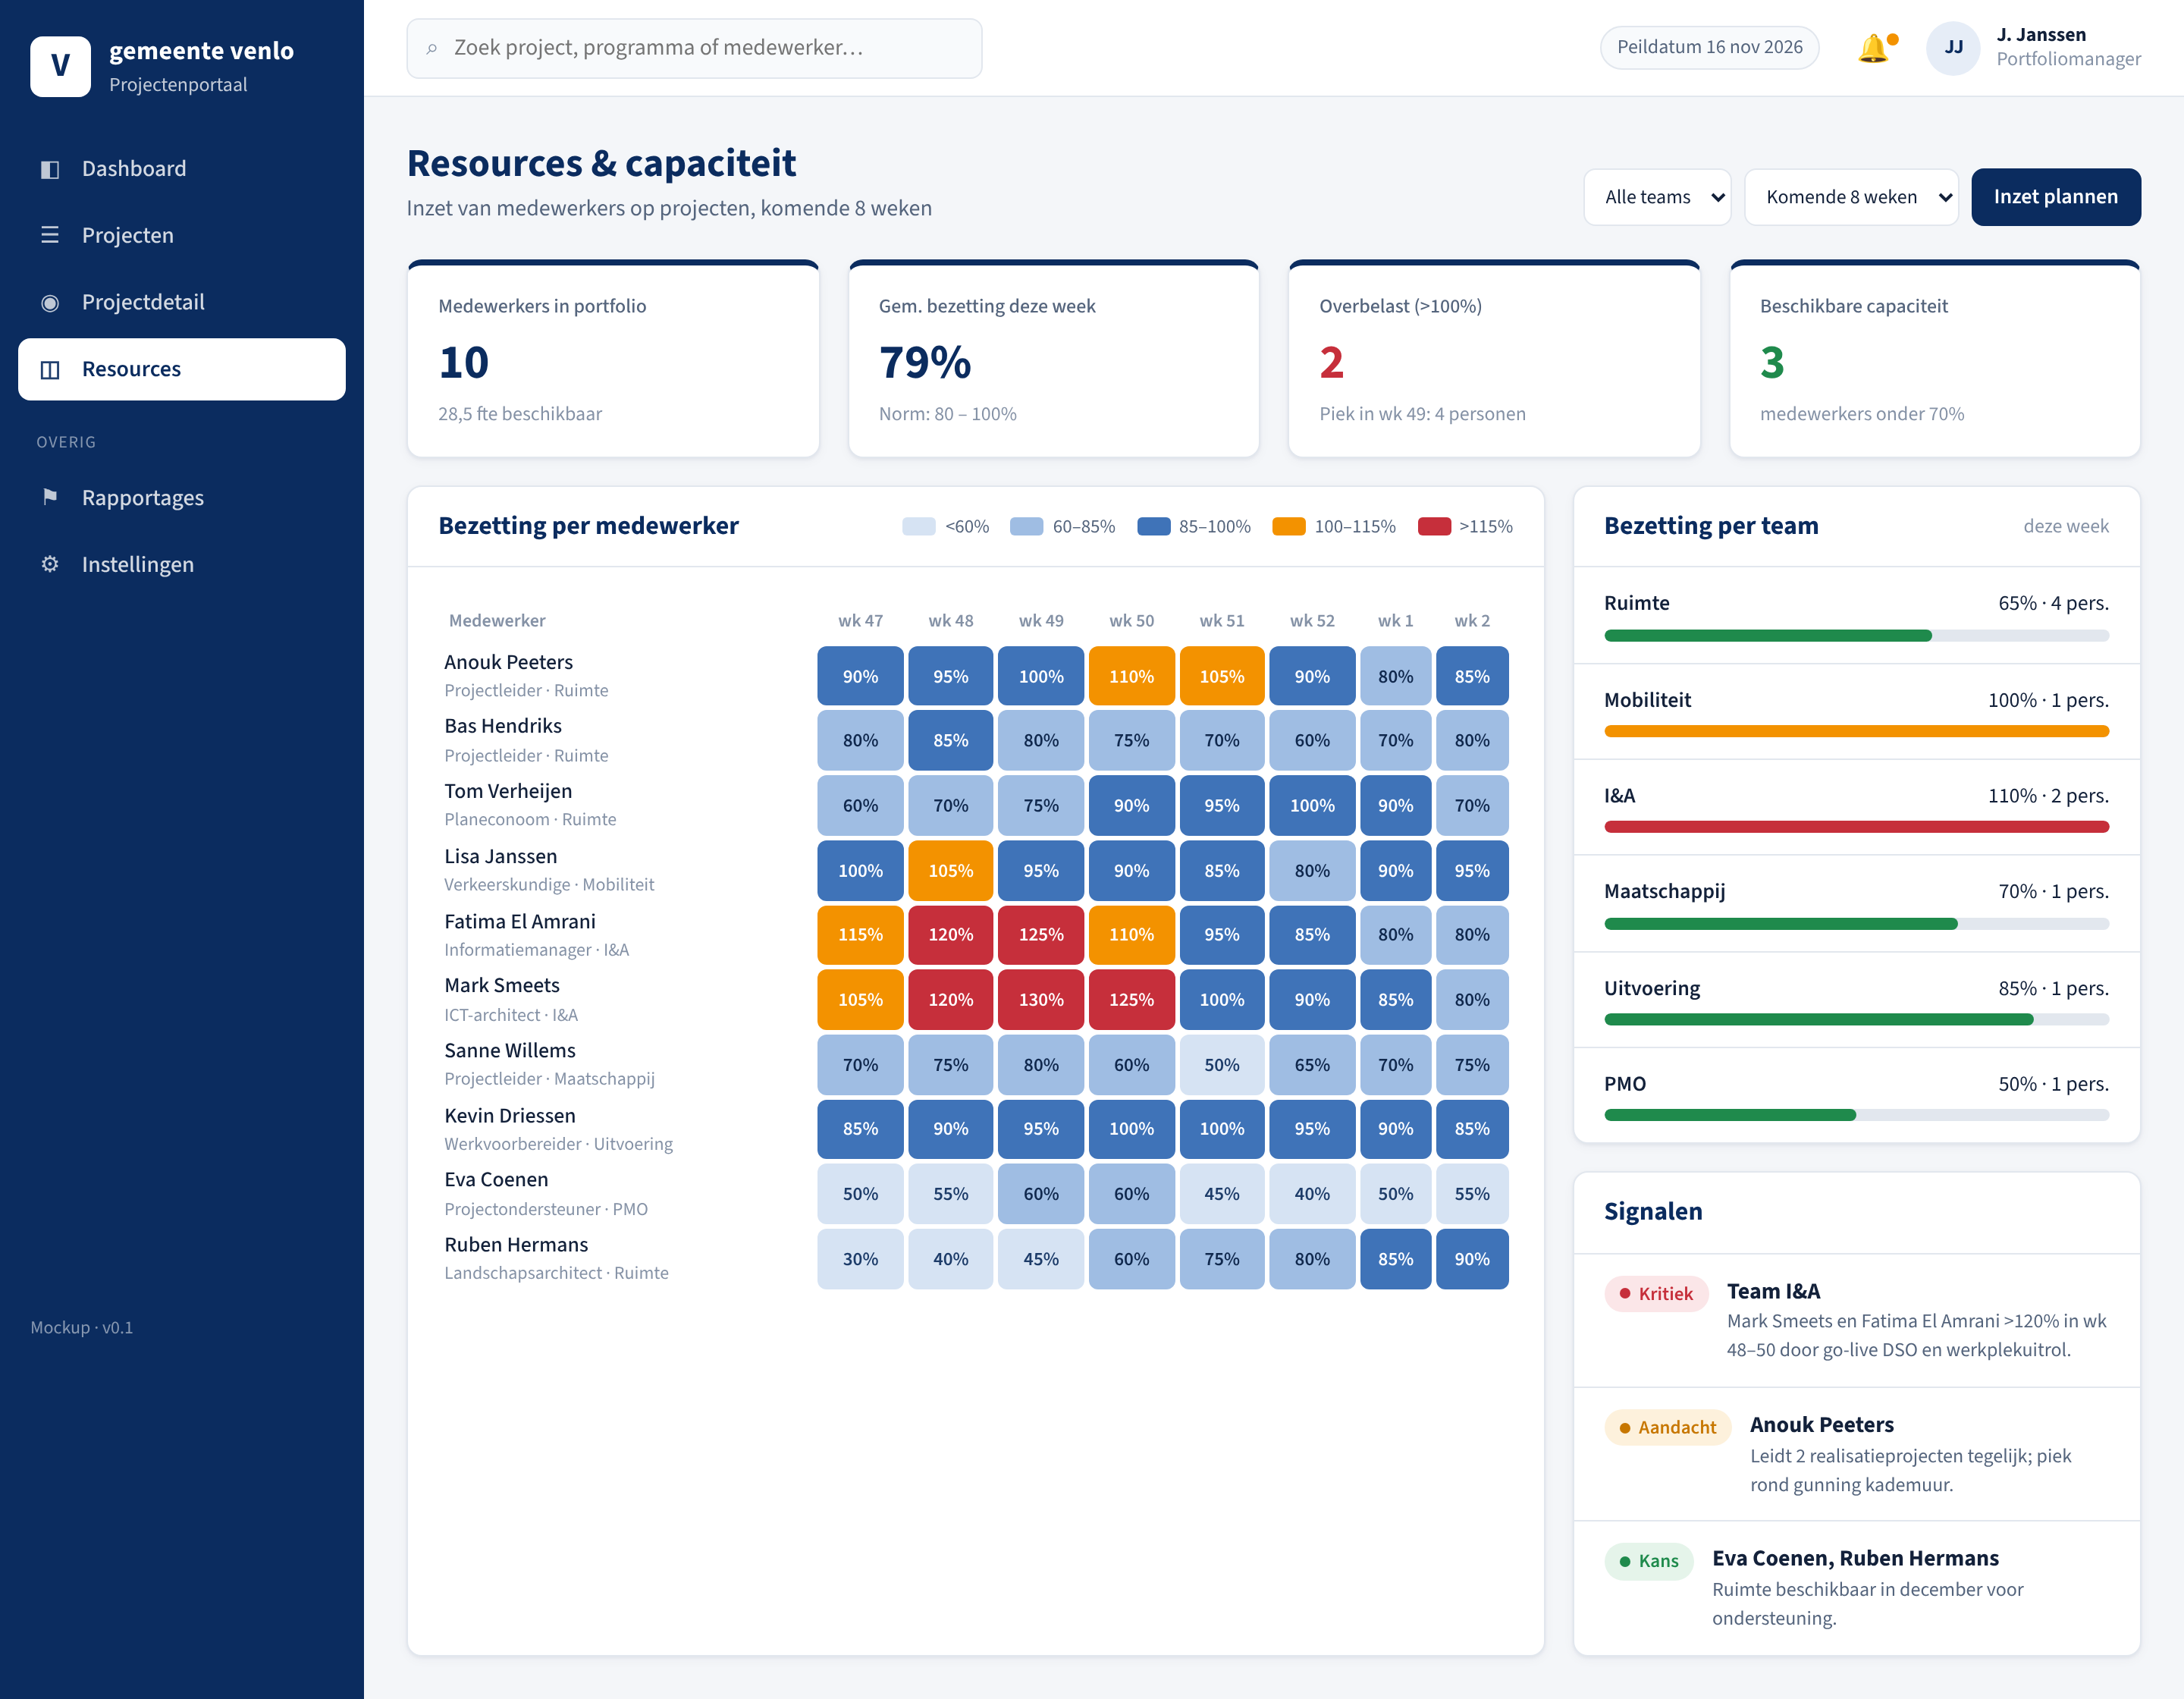 V
gemeente venlo
Projectenportaal
Dashboard
Projecten
Projectdetail
Resources
OVERIG
Rapportages
Instellingen
Mockup · v0.1
Zoek project, programma of medewerker…
Peildatum 16 nov 2026
JJ
J. Janssen
Portfoliomanager
Resources & capaciteit
Inzet van medewerkers op projecten, komende 8 weken
Alle teams
Komende 8 weken
Inzet plannen
Medewerkers in portfolio
10
28,5 fte beschikbaar
Gem. bezetting deze week
79%
Norm: 80 – 100%
Overbelast (>100%)
2
Piek in wk 49: 4 personen
Beschikbare capaciteit
3
medewerkers onder 70%
Bezetting per medewerker
<60% 60–85% 85–100% 100–115% >115%
Medewerker wk 47 wk 48 wk 49 wk 50 wk 51 wk 52 wk 1 wk 2
Anouk Peeters
Projectleider · Ruimte
90% 95% 100% 110% 105% 90% 80% 85%
Bas Hendriks
Projectleider · Ruimte
80% 85% 80% 75% 70% 60% 70% 80%
Tom Verheijen
Planeconoom · Ruimte
60% 70% 75% 90% 95% 100% 90% 70%
Lisa Janssen
Verkeerskundige · Mobiliteit
100% 105% 95% 90% 85% 80% 90% 95%
Fatima El Amrani
Informatiemanager · I&A
115% 120% 125% 110% 95% 85% 80% 80%
Mark Smeets
ICT-architect · I&A
105% 120% 130% 125% 100% 90% 85% 80%
Sanne Willems
Projectleider · Maatschappij
70% 75% 80% 60% 50% 65% 70% 75%
Kevin Driessen
Werkvoorbereider · Uitvoering
85% 90% 95% 100% 100% 95% 90% 85%
Eva Coenen
Projectondersteuner · PMO
50% 55% 60% 60% 45% 40% 50% 55%
Ruben Hermans
Landschapsarchitect · Ruimte
30% 40% 45% 60% 75% 80% 85% 90%
Bezetting per team
deze week
Ruimte 65% · 4 pers.
Mobiliteit 100% · 1 pers.
I&A 110% · 2 pers.
Maatschappij 70% · 1 pers.
Uitvoering 85% · 1 pers.
PMO 50% · 1 pers.
Signalen
Kritiek
Team I&A
Mark Smeets en Fatima El Amrani >120% in wk
48–50 door go-live DSO en werkplekuitrol.
Aandacht
Anouk Peeters
Leidt 2 realisatieprojecten tegelijk; piek
rond gunning kademuur.
Kans
Eva Coenen, Ruben Hermans
Ruimte beschikbaar in december voor
ondersteuning.